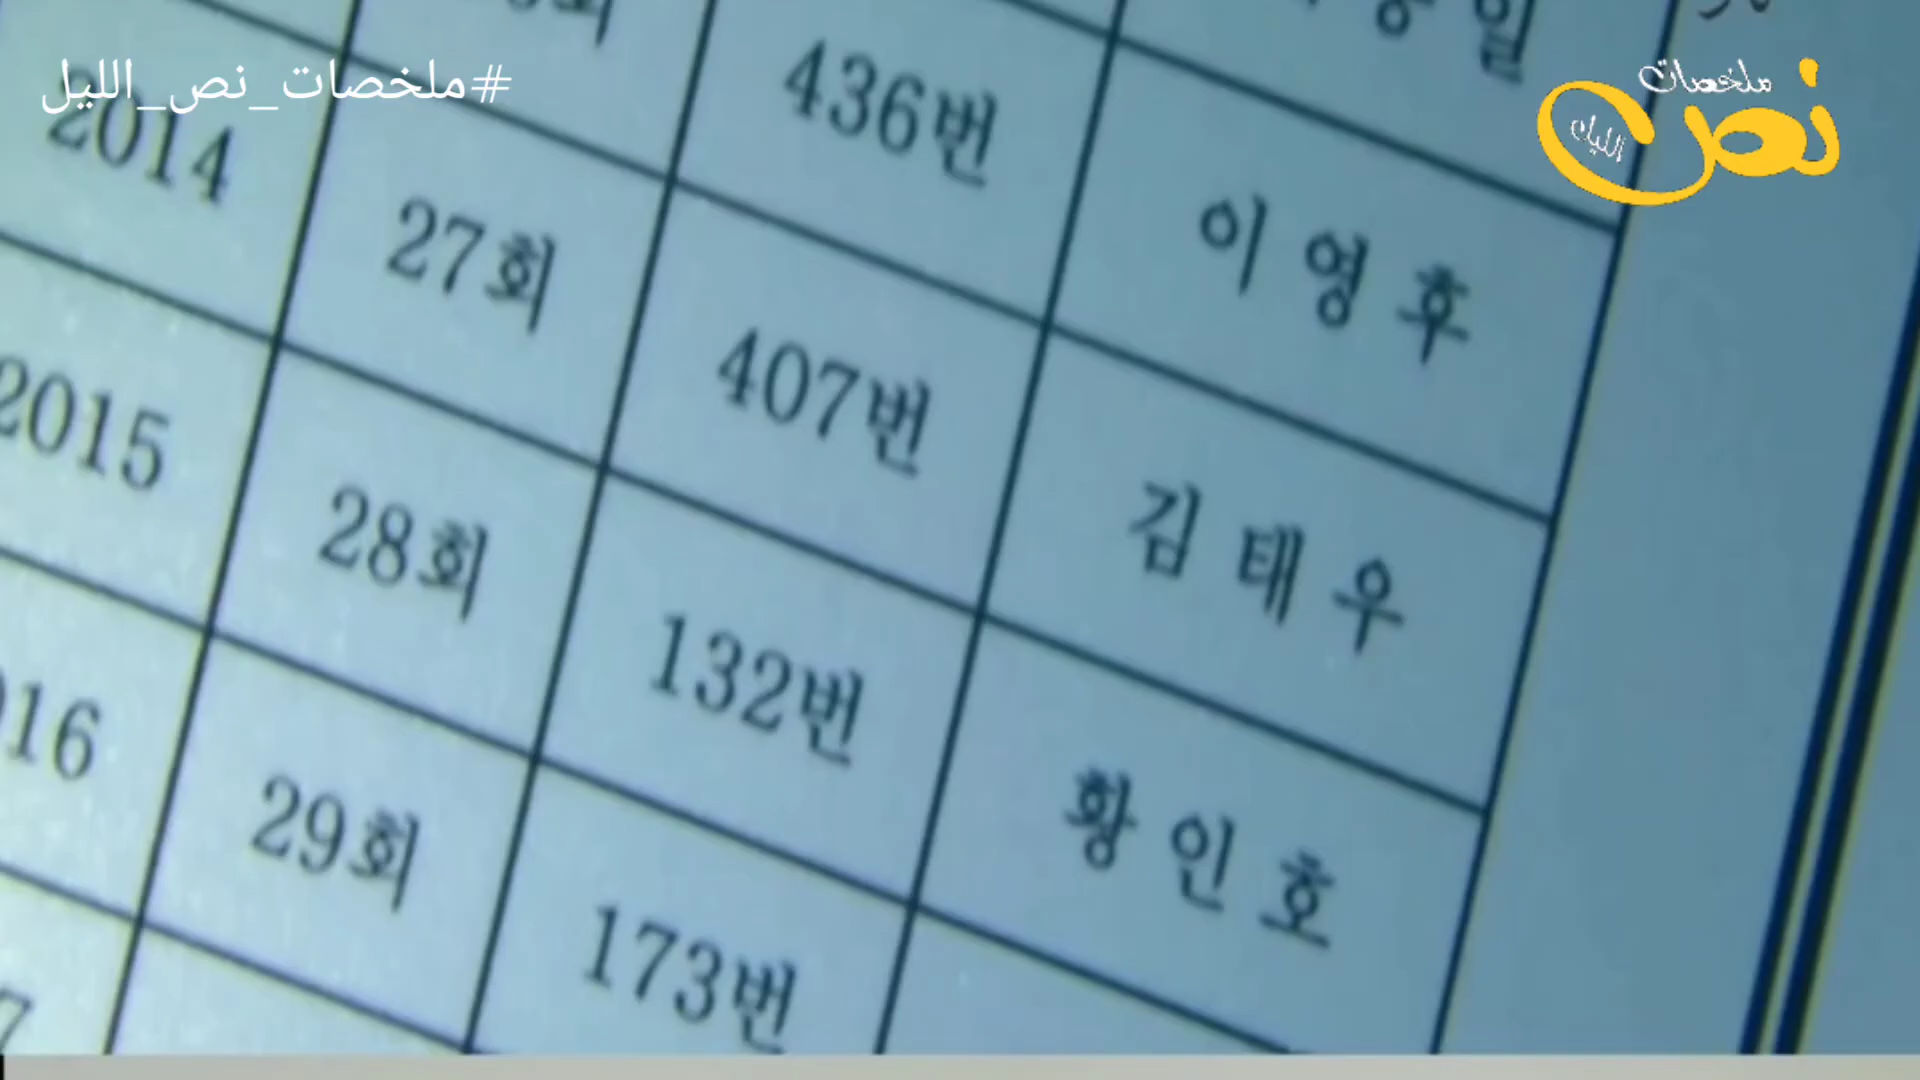 #ملخصات_نص_الليل
ملخصات
نص
الليل
436번 이영후
2014 27회 407번 김태우
2015 28회 132번 황인호
29회 173번